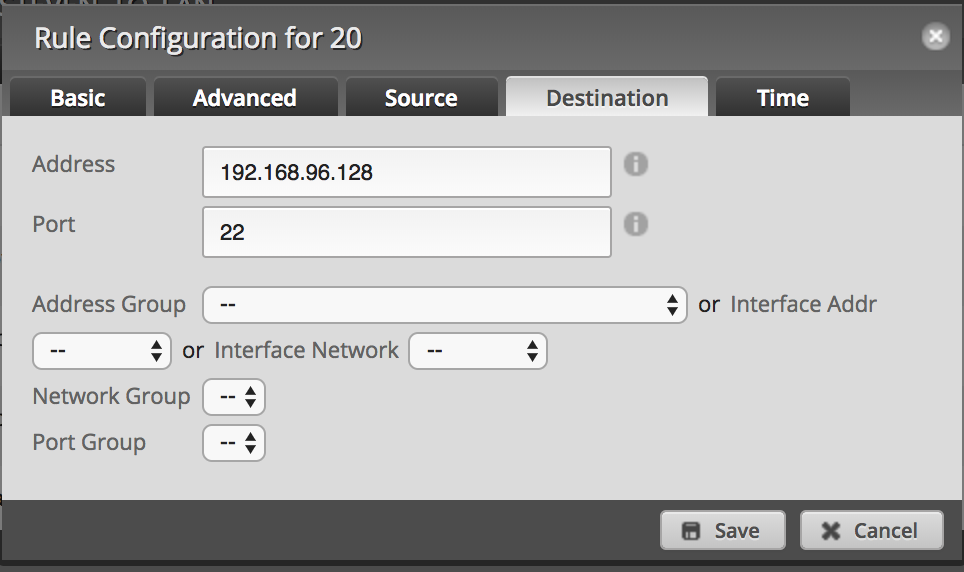 Rule Configuration for 20
Basic Advanced Source Destination Time
Address 192.168.96.128
Port 22
Address Group -- or Interface Addr
-- or Interface Network --
Network Group --
Port Group --
Save Cancel